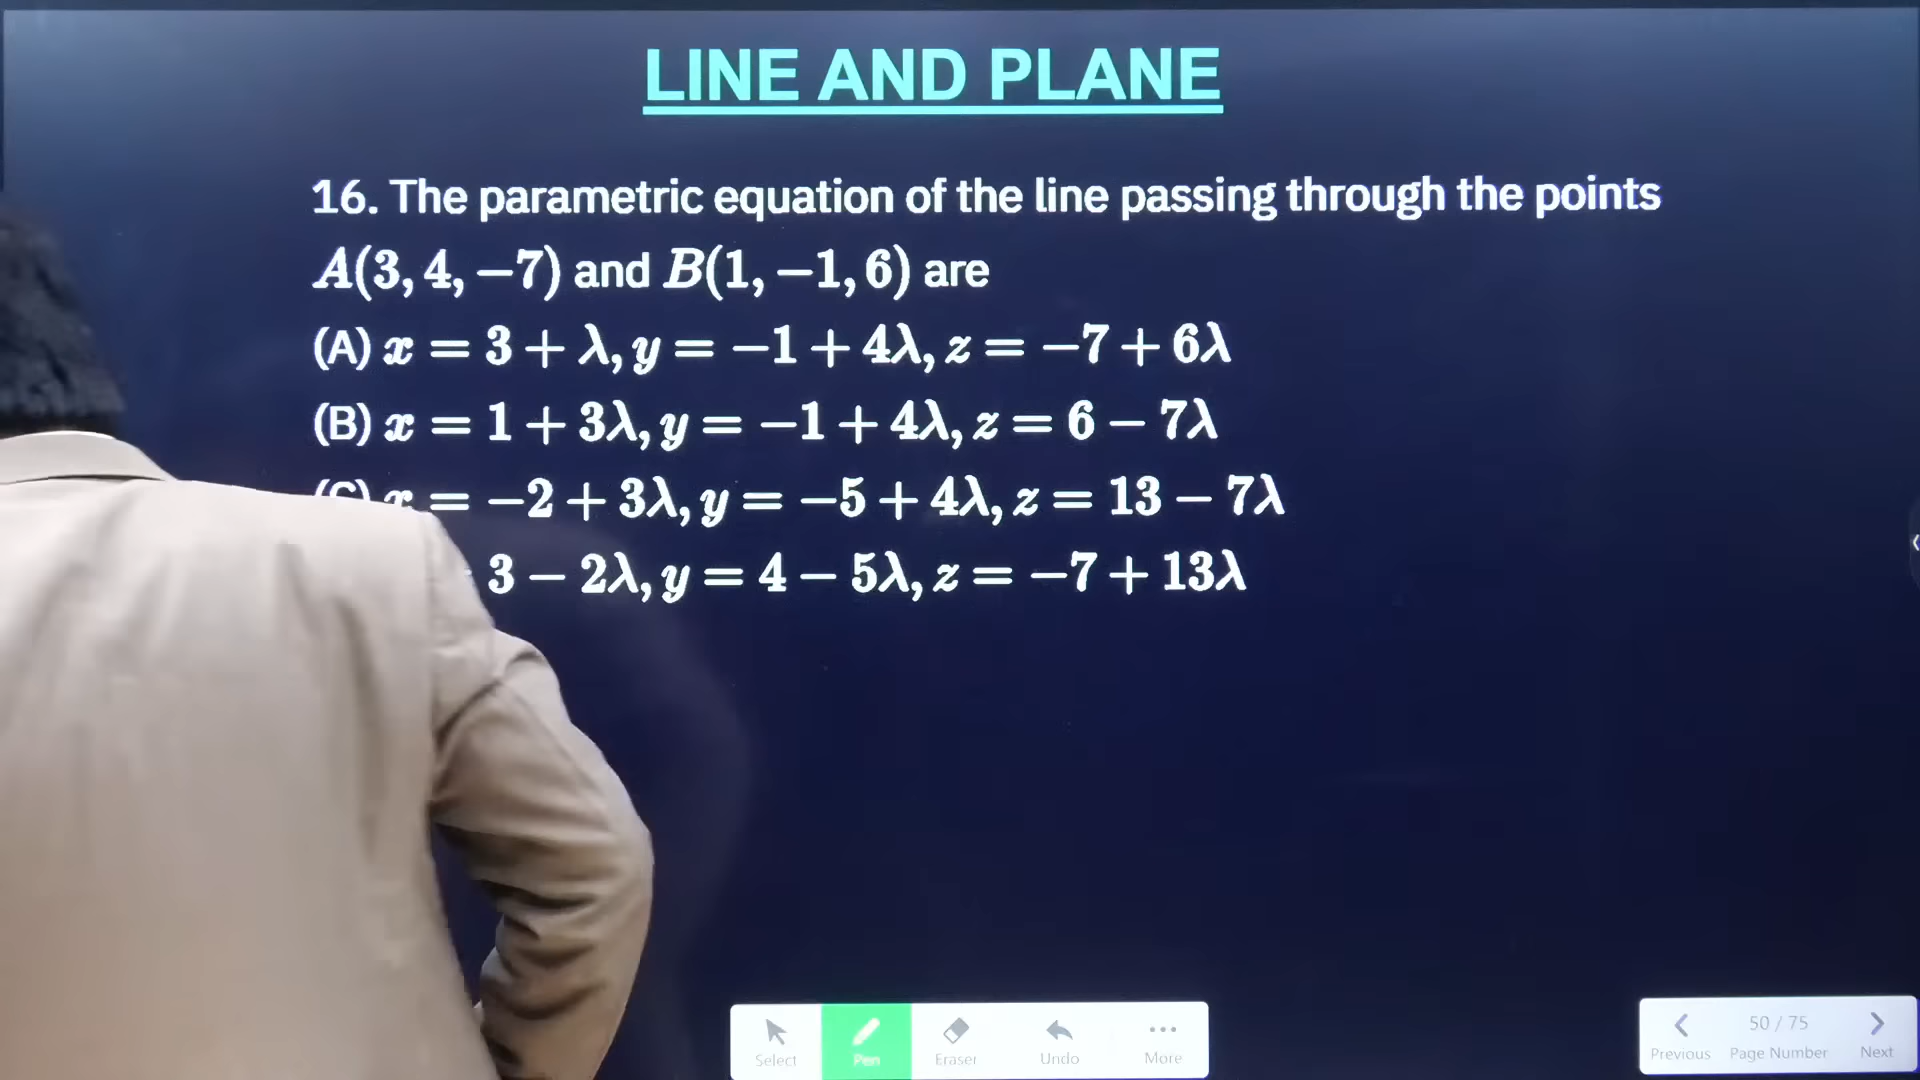 LINE AND PLANE
16. The parametric equation of the line passing through the points
A(3, 4, −7) and B(1, −1, 6) are
(A) x = 3 + λ, y = −1 + 4λ, z = −7 + 6λ
(B) x = 1 + 3λ, y = −1 + 4λ, z = 6 − 7λ
(C) x = −2 + 3λ, y = −5 + 4λ, z = 13 − 7λ
3 − 2λ, y = 4 − 5λ, z = −7 + 13λ
Select Pen Eraser Undo More
50 / 75
Previous Page Number Next